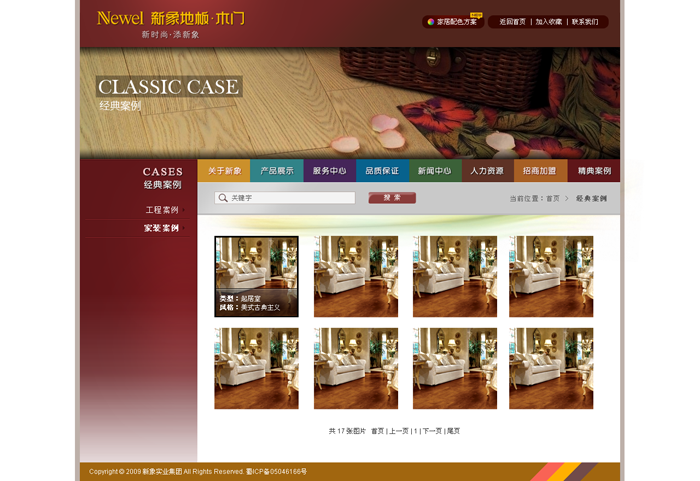 Newel 新象地板·木门
新时尚·添新象
家居配色方案
返回首页 | 加入收藏 | 联系我们
CLASSIC CASE
经典案例
CASES
经典案例
工程案例
家装案例
关于新象 产品展示 服务中心 品质保证 新闻中心 人力资源 招商加盟 精典案例
关键字 搜 索 当前位置：首页 > 经典案例
类型：起居室
风格：美式古典主义
共 17 张图片 首页 | 上一页 | 1 | 下一页 | 尾页
Copyright © 2009 新象实业集团 All Rights Reserved. 蜀ICP备05046166号